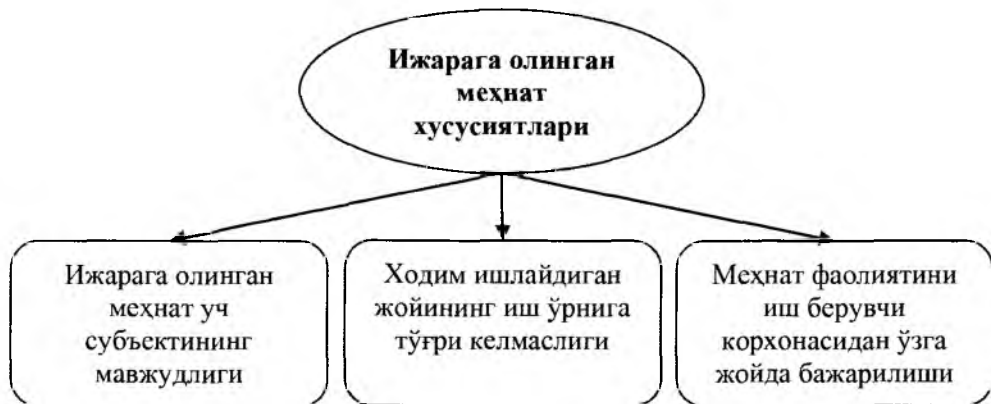 Ижарага олинган
меҳнат
хусусиятлари
Ижарага олинган
меҳнат уч
субъектининг
мавжудлиги
Ходим ишлайдиган
жойининг иш ўрнига
тўғри келмаслиги
Меҳнат фаолиятини
иш берувчи
корхонасидан ўзга
жойда бажарилиши